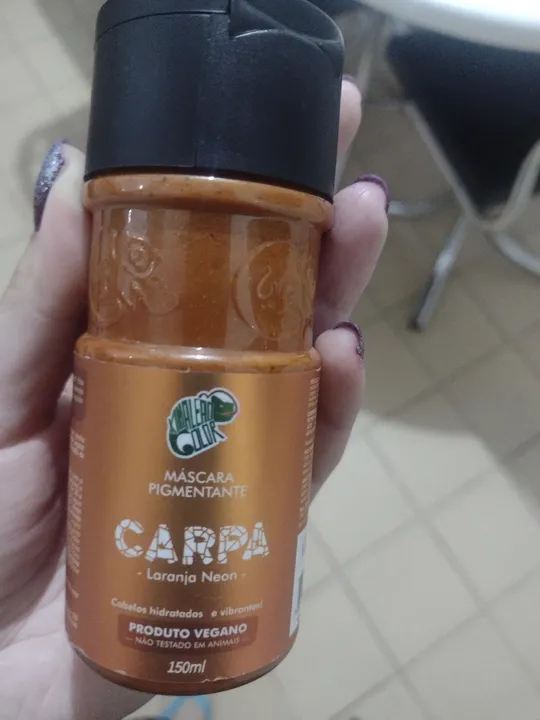 KAMALEÃO
COLOR
MÁSCARA
PIGMENTANTE
CARPA
- Laranja Neon -
Cabelos hidratados e vibrantes!
PRODUTO VEGANO
— NÃO TESTADO EM ANIMAIS —
150ml